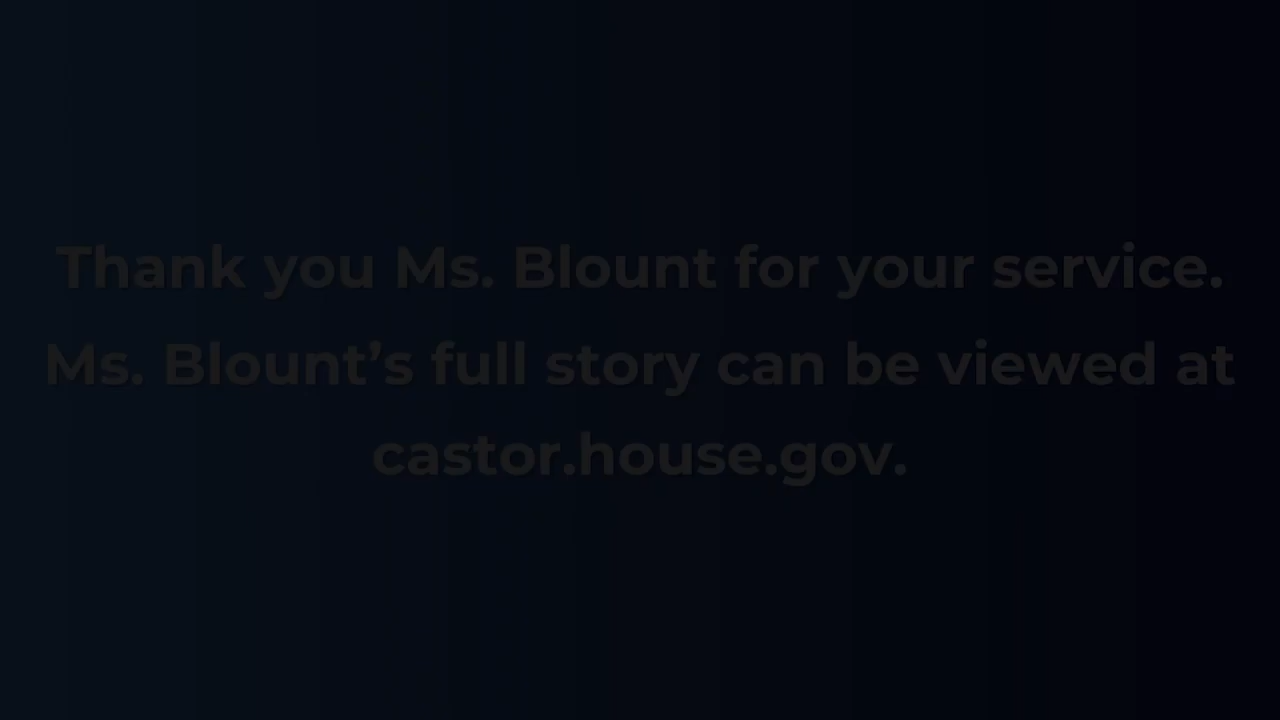 Thank you Ms. Blount for your service.
Ms. Blount’s full story can be viewed at
castor.house.gov.